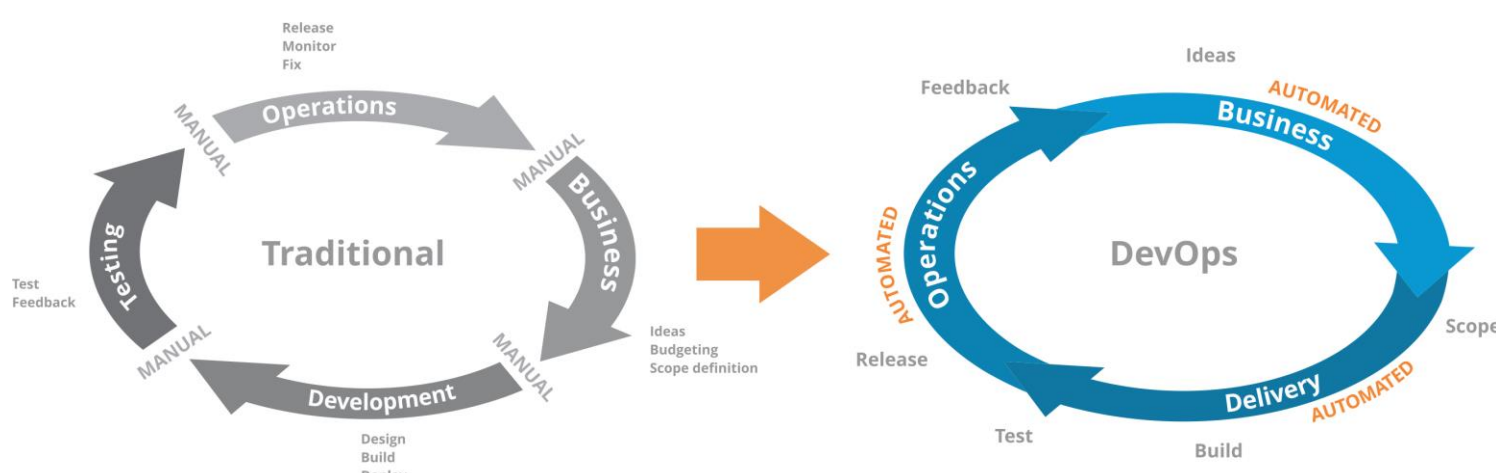 Release
Monitor
Fix
Operations
MANUAL
MANUAL
Business
Testing
Traditional
Test
Feedback
MANUAL
MANUAL
Ideas
Budgeting
Scope definition
Development
Design
Build
Ideas
Feedback
AUTOMATED
Business
Operations
AUTOMATED
DevOps
Scope
Release
Delivery
AUTOMATED
Test
Build